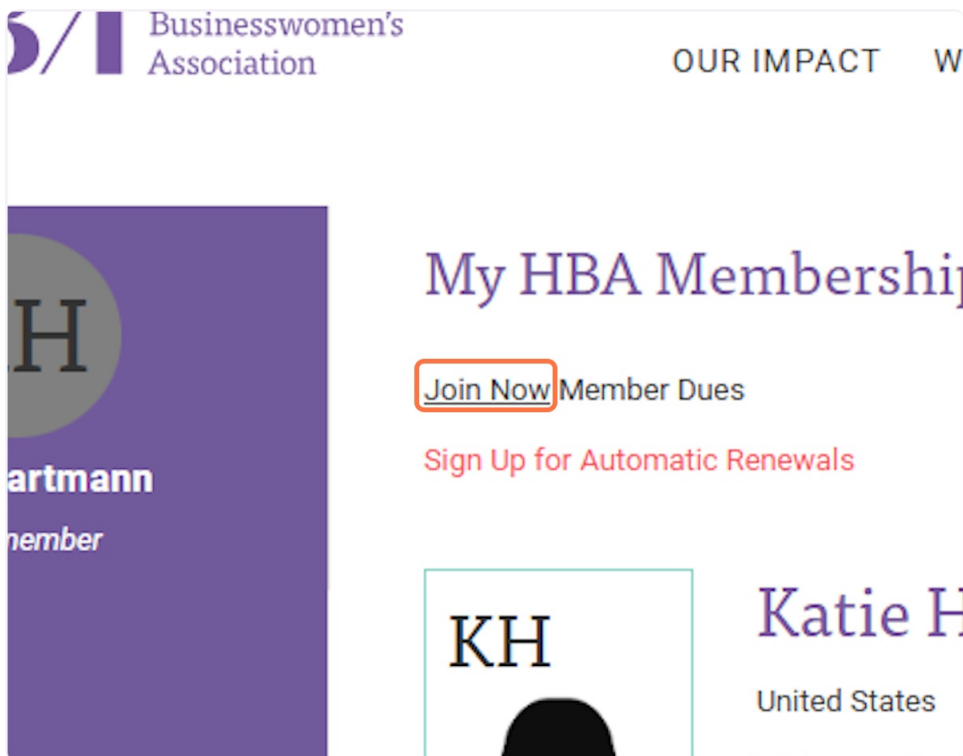 Businesswomen's
Association
OUR IMPACT
H
artmann
member
My HBA Membership
Join Now Member Dues
Sign Up for Automatic Renewals
KH
Katie H
United States